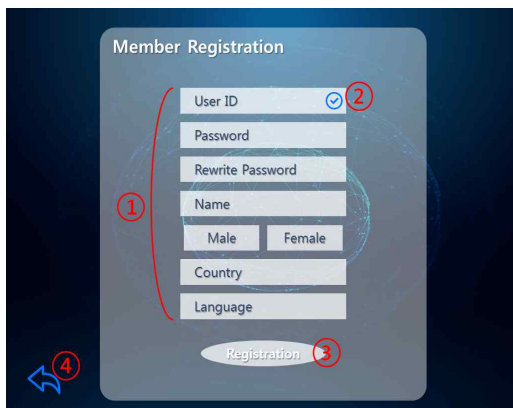 Member Registration
User ID ②
Password
Rewrite Password
① Name
Male Female
Country
Language
Registration ③
④